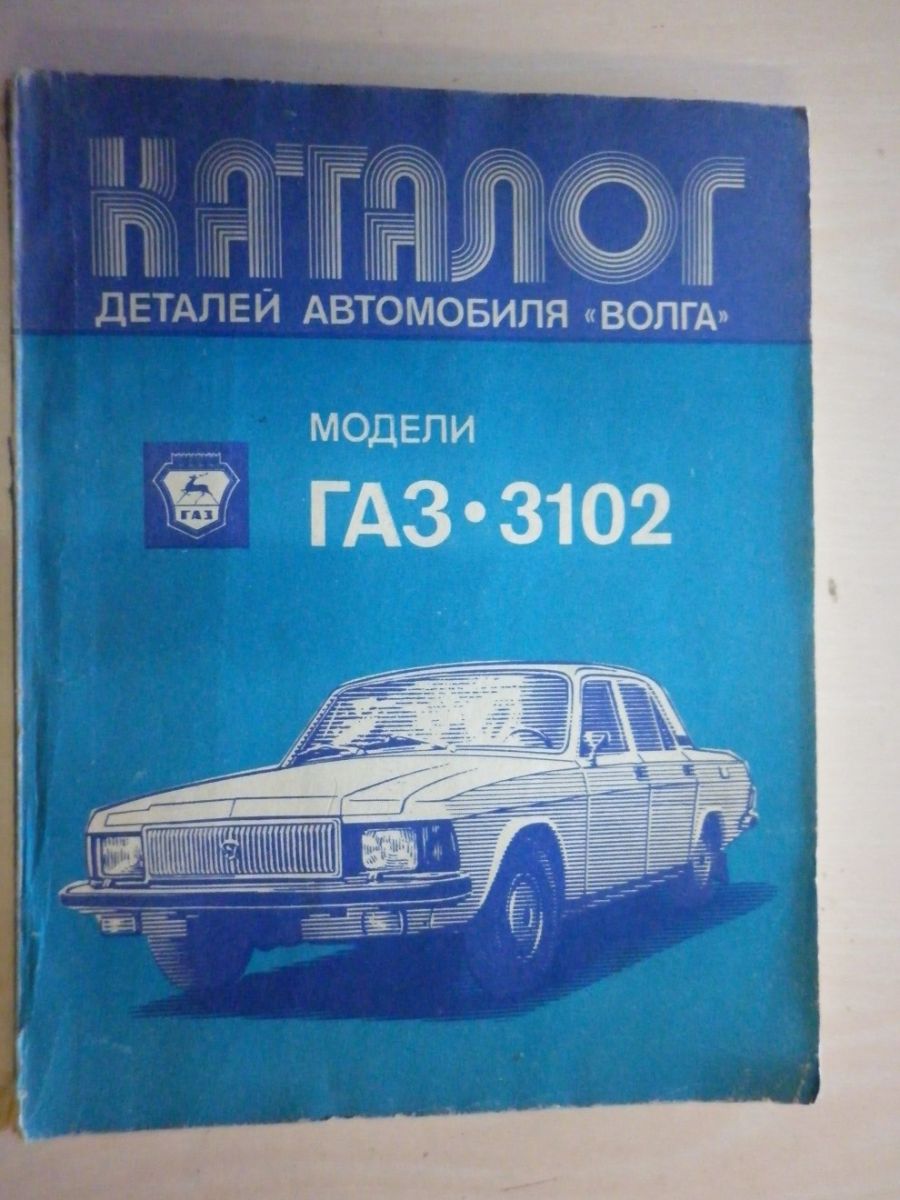 КАТАЛОГ
ДЕТАЛЕЙ АВТОМОБИЛЯ «ВОЛГА»
МОДЕЛИ
ГАЗ•3102
ГАЗ